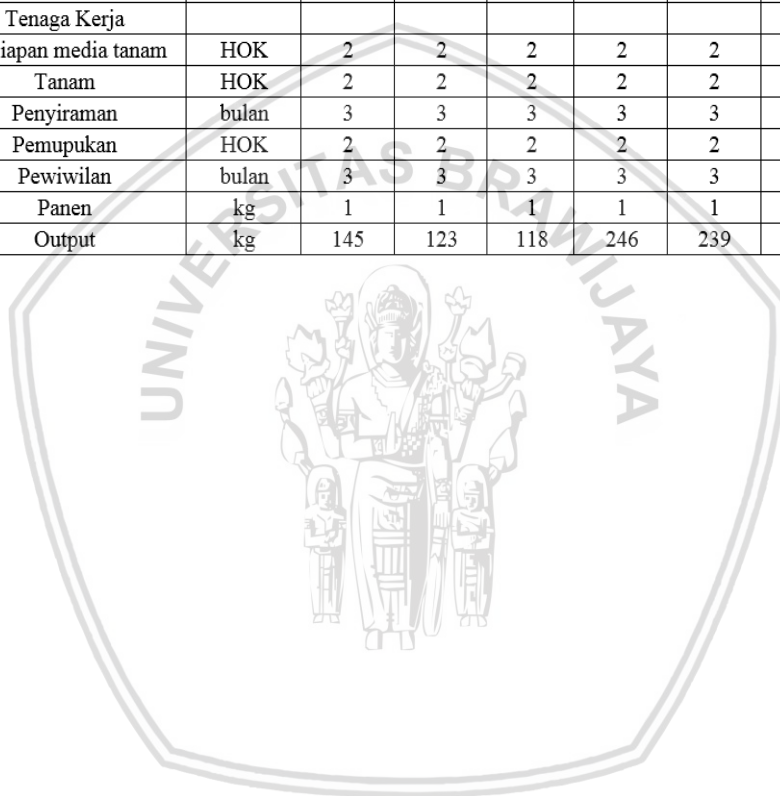 Tenaga Kerja
iapan media tanam HOK 2 2 2 2 2
Tanam HOK 2 2 2 2 2
Penyiraman bulan 3 3 3 3 3
Pemupukan HOK 2 2 2 2 2
Pewiwilan bulan 3 3 3 3 3
Panen kg 1 1 1 1 1
Output kg 145 123 118 246 239
UNIVERSITAS BRAWIJAYA